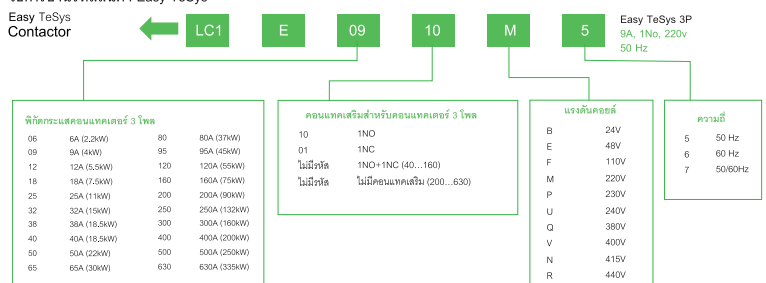 Easy TeSys
Contactor
LC1 E 09 10 M 5
Easy TeSys 3P
9A, 1No, 220v
50 Hz
พิกัดกระแสคอนแทคเตอร์ 3 โพล
06 6A (2.2kW) 80 80A (37kW)
09 9A (4kW) 95 95A (45kW)
12 12A (5.5kW) 120 120A (55kW)
18 18A (7.5kW) 160 160A (75kW)
25 25A (11kW) 200 200A (90kW)
32 32A (15kW) 250 250A (132kW)
38 38A (18.5kW) 300 300A (160kW)
40 40A (18.5kW) 400 400A (200kW)
50 50A (22kW) 500 500A (250kW)
65 65A (30kW) 630 630A (335kW)
คอนแทคเสริมสำหรับคอนแทคเตอร์ 3 โพล
10 1NO
01 1NC
ไม่มีรหัส 1NO+1NC (40...160)
ไม่มีรหัส ไม่มีคอนแทคเสริม (200...630)
แรงดันคอยล์
B 24V
E 48V
F 110V
M 220V
P 230V
U 240V
Q 380V
V 400V
N 415V
R 440V
ความถี่
5 50 Hz
6 60 Hz
7 50/60Hz